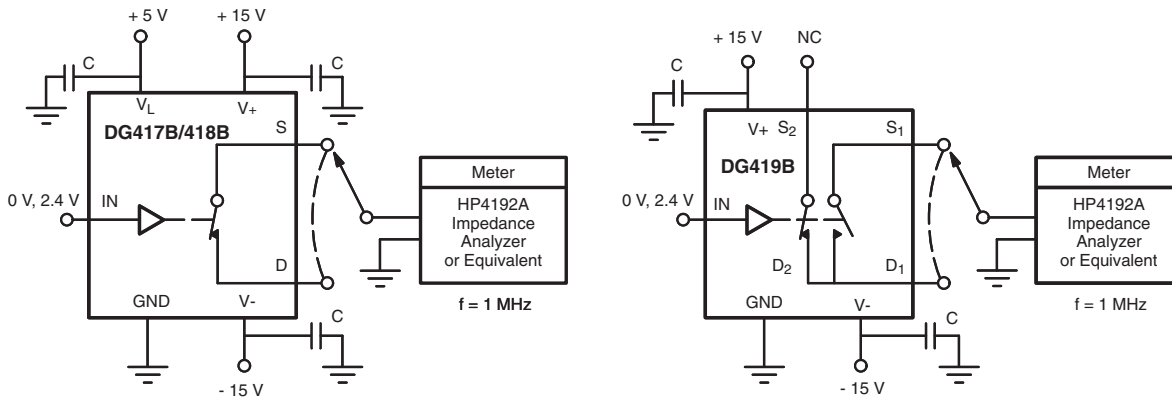 + 5 V
+ 15 V
C
C
V_L
V+
DG417B/418B
S
0 V, 2.4 V
IN
D
GND
V-
C
- 15 V
Meter
HP4192A
Impedance
Analyzer
or Equivalent
f = 1 MHz
+ 15 V
NC
C
V+
S2
S1
DG419B
0 V, 2.4 V
IN
D2
D1
GND
V-
C
- 15 V
Meter
HP4192A
Impedance
Analyzer
or Equivalent
f = 1 MHz